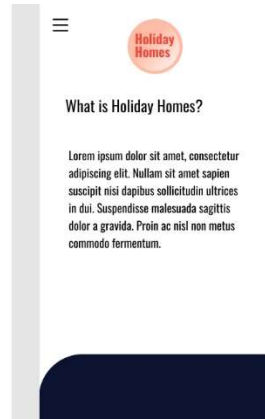 Holiday
Homes
What is Holiday Homes?
Lorem ipsum dolor sit amet, consectetur
adipiscing elit. Nullam sit amet sapien
suscipit nisi dapibus sollicitudin ultrices
in dui. Suspendisse malesuada sagittis
dolor a gravida. Proin ac nisl non metus
commodo fermentum.